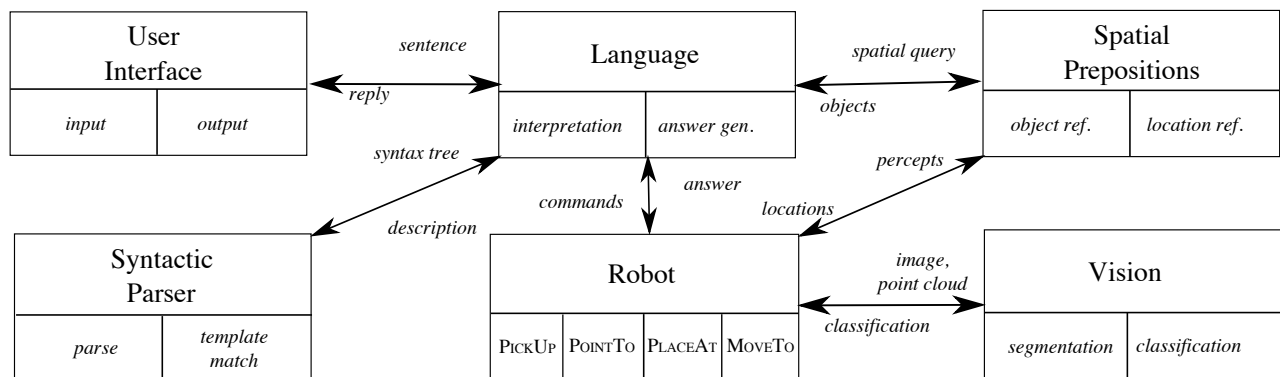 User
Interface
input
output
sentence
reply
Language
interpretation
answer gen.
spatial query
objects
Spatial
Prepositions
object ref.
location ref.
syntax tree
description
commands
answer
percepts
locations
Syntactic
Parser
parse
template
match
Robot
PICKUP
POINTTO
PLACEAT
MOVETO
image,
point cloud
classification
Vision
segmentation
classification